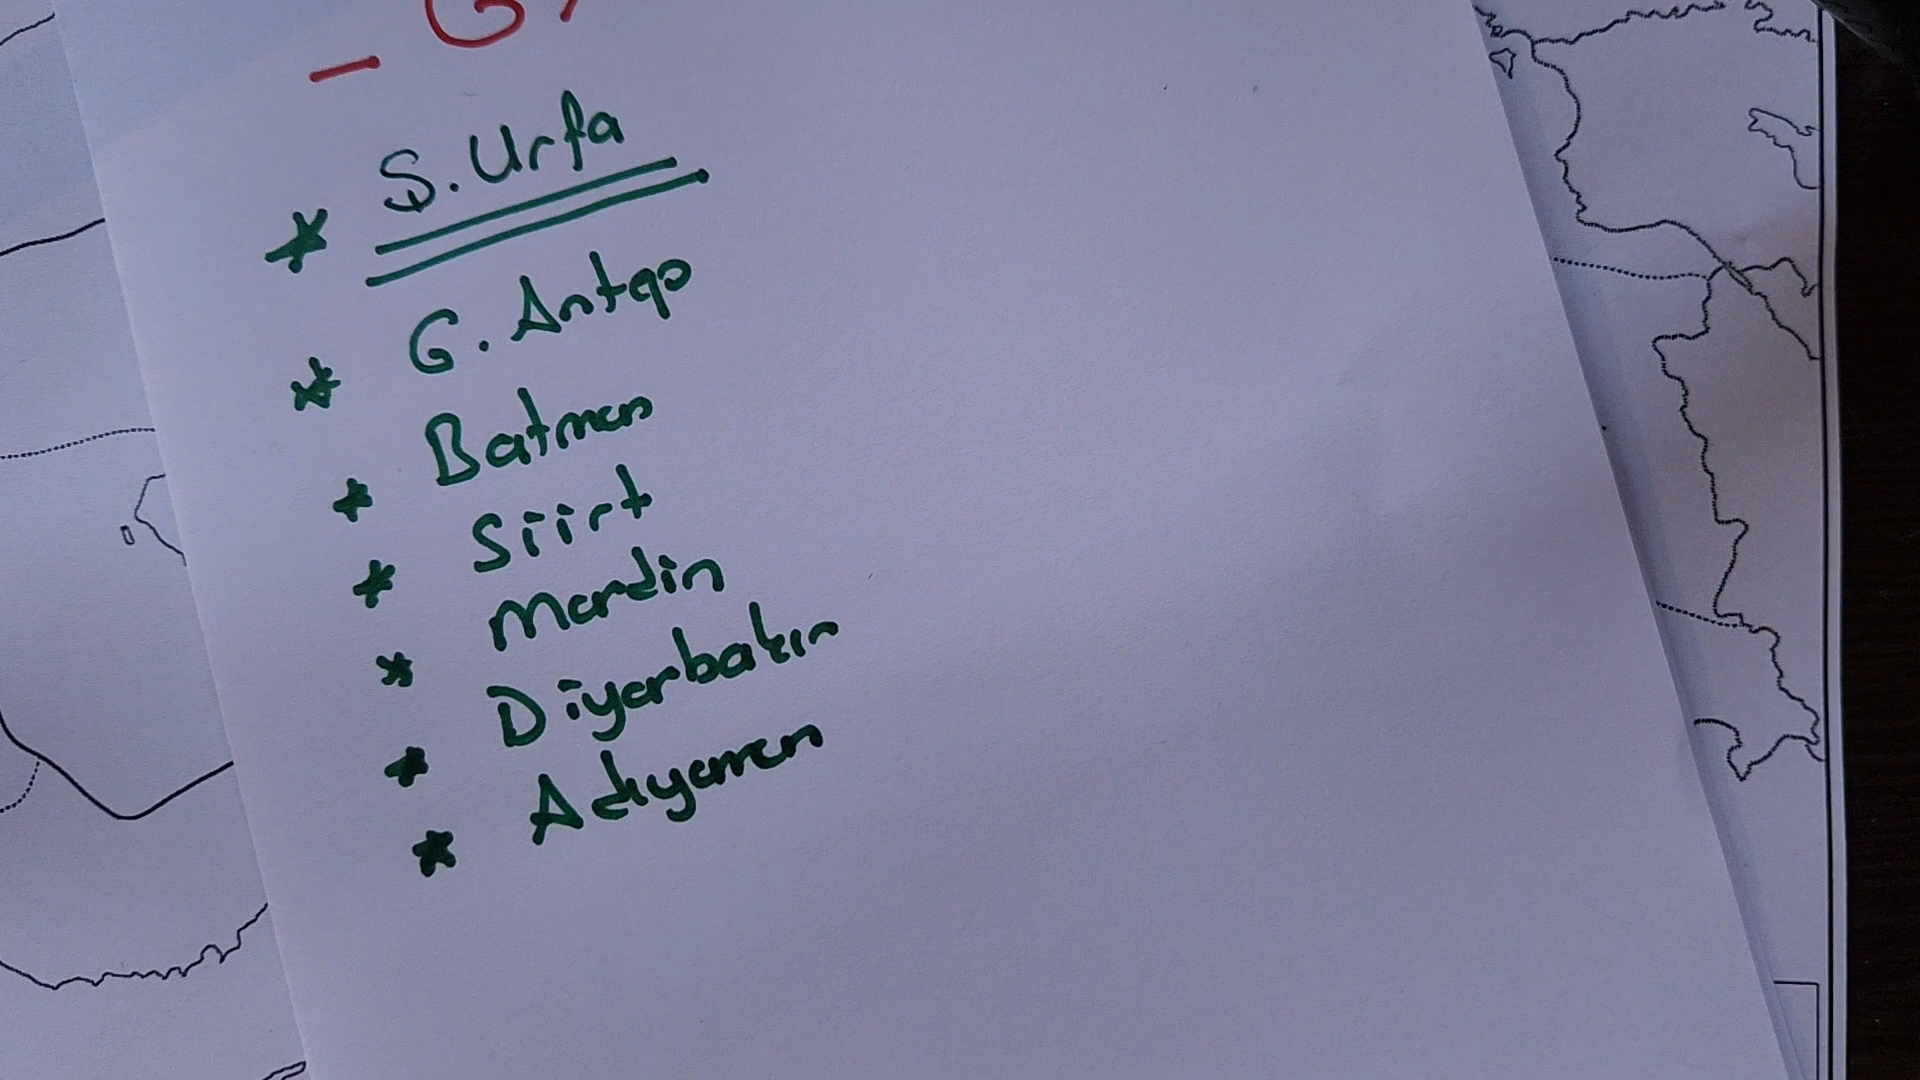 * Ş. Urfa
* G. Antep
* Batman
* Siirt
* Mardin
* Diyarbakır
* Adıyaman